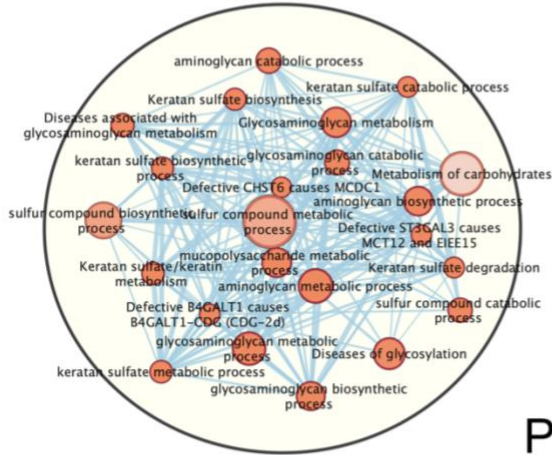 aminoglycan catabolic process
keratan sulfate catabolic process
Keratan sulfate biosynthesis
Diseases associated with
glycosaminoglycan metabolism
Glycosaminoglycan metabolism
keratan sulfate biosynthetic
process
glycosaminoglycan catabolic
process
Metabolism of carbohydrates
Defective CHST6 causes MCDC1
aminoglycan biosynthetic process
sulfur compound biosynthetic
process
sulfur compound metabolic
process
Defective ST3GAL3 causes
MCT12 and EIEE15
mucopolysaccharide metabolic
process
Keratan sulfate/keratin
metabolism
Keratan sulfate degradation
aminoglycan metabolic process
Defective B4GALT1 causes
B4GALT1-CDG (CDG-2d)
sulfur compound catabolic
process
glycosaminoglycan metabolic
process
Diseases of glycosylation
keratan sulfate metabolic process
glycosaminoglycan biosynthetic
process
P